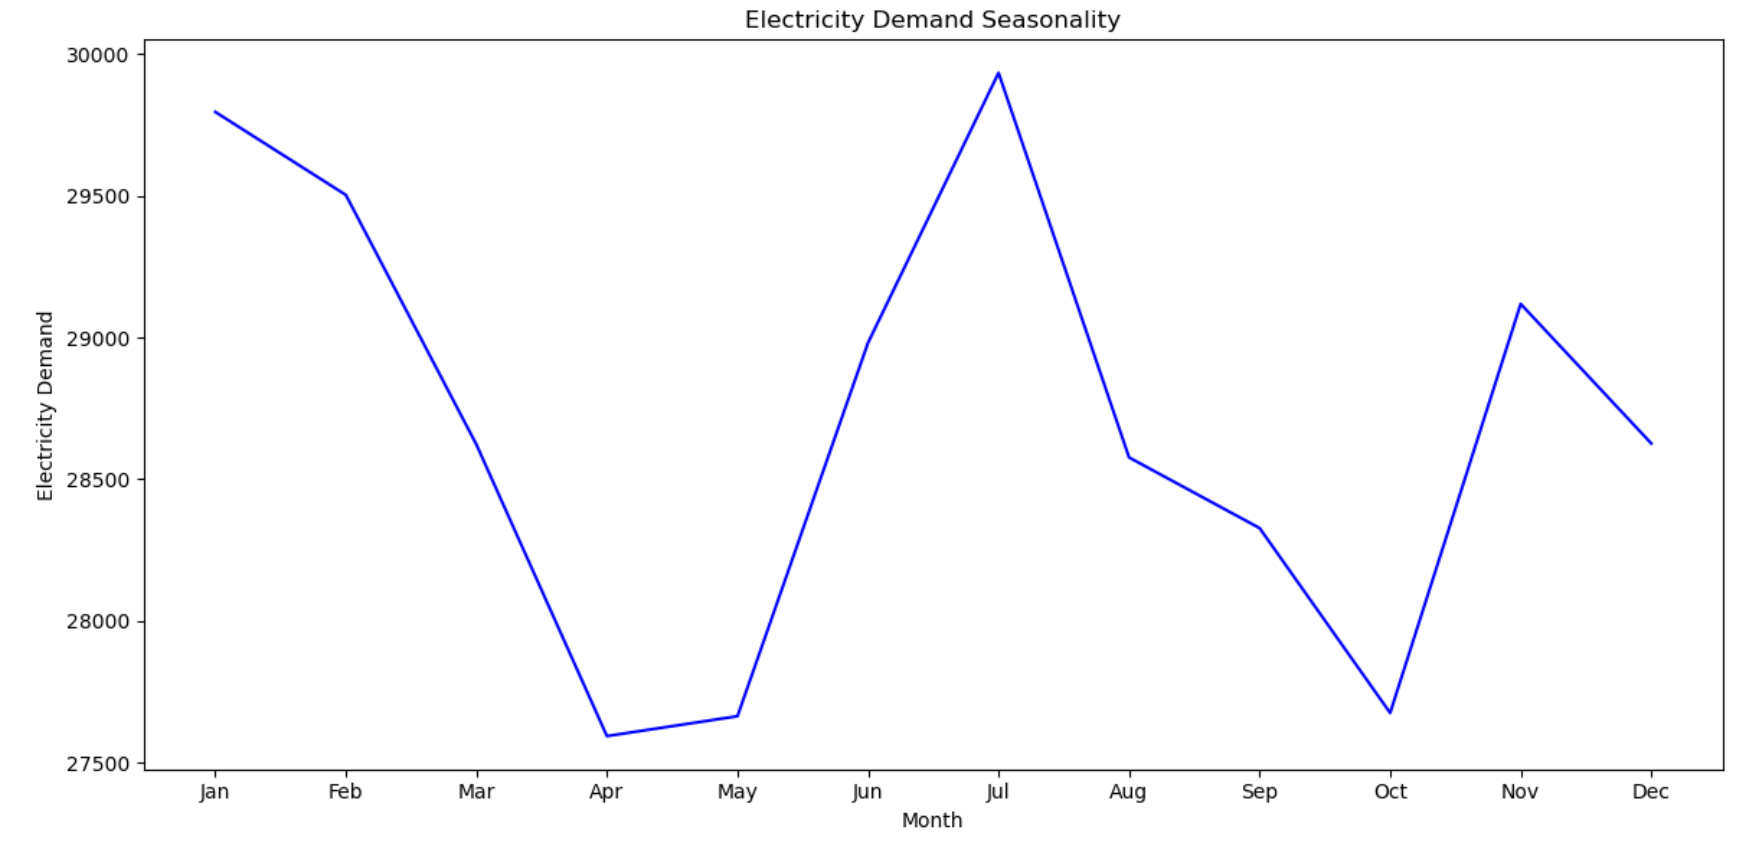 Electricity Demand Seasonality
Electricity Demand
30000
29500
29000
28500
28000
27500
Jan Feb Mar Apr May Jun Jul Aug Sep Oct Nov Dec
Month